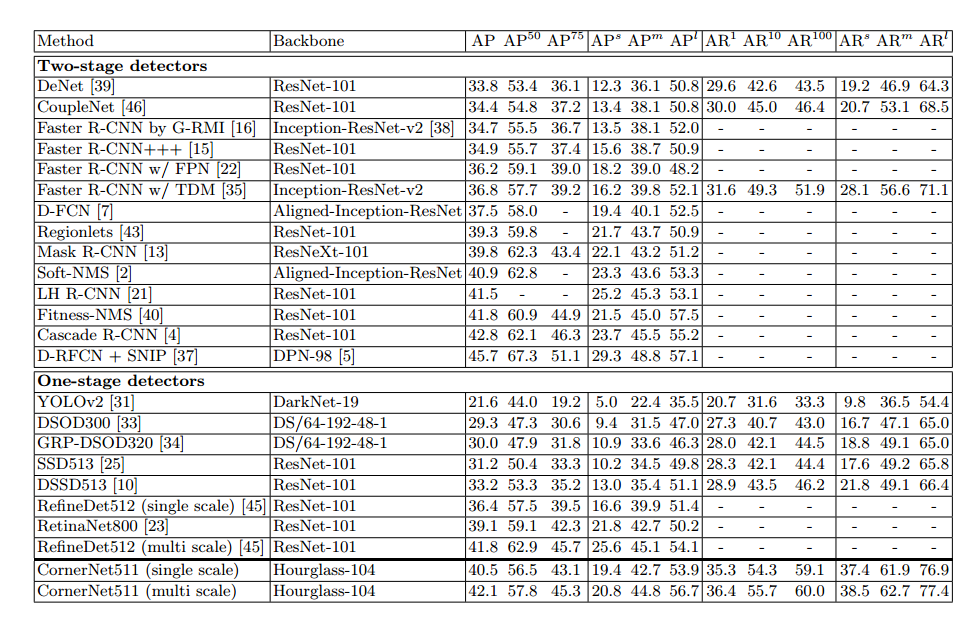 Method Backbone AP AP50 AP75 APs APm APl AR1 AR10 AR100 ARs ARm ARl
Two-stage detectors
DeNet [39] ResNet-101 33.8 53.4 36.1 12.3 36.1 50.8 29.6 42.6 43.5 19.2 46.9 64.3
CoupleNet [46] ResNet-101 34.4 54.8 37.2 13.4 38.1 50.8 30.0 45.0 46.4 20.7 53.1 68.5
Faster R-CNN by G-RMI [16] Inception-ResNet-v2 [38] 34.7 55.5 36.7 13.5 38.1 52.0 - - - - - -
Faster R-CNN+++ [15] ResNet-101 34.9 55.7 37.4 15.6 38.7 50.9 - - - - - -
Faster R-CNN w/ FPN [22] ResNet-101 36.2 59.1 39.0 18.2 39.0 48.2 - - - - - -
Faster R-CNN w/ TDM [35] Inception-ResNet-v2 36.8 57.7 39.2 16.2 39.8 52.1 31.6 49.3 51.9 28.1 56.6 71.1
D-FCN [7] Aligned-Inception-ResNet 37.5 58.0 - 19.4 40.1 52.5 - - - - - -
Regionlets [43] ResNet-101 39.3 59.8 - 21.7 43.7 50.9 - - - - - -
Mask R-CNN [13] ResNeXt-101 39.8 62.3 43.4 22.1 43.2 51.2 - - - - - -
Soft-NMS [2] Aligned-Inception-ResNet 40.9 62.8 - 23.3 43.6 53.3 - - - - - -
LH R-CNN [21] ResNet-101 41.5 - - 25.2 45.3 53.1 - - - - - -
Fitness-NMS [40] ResNet-101 41.8 60.9 44.9 21.5 45.0 57.5 - - - - - -
Cascade R-CNN [4] ResNet-101 42.8 62.1 46.3 23.7 45.5 55.2 - - - - - -
D-RFCN + SNIP [37] DPN-98 [5] 45.7 67.3 51.1 29.3 48.8 57.1 - - - - - -
One-stage detectors
YOLOv2 [31] DarkNet-19 21.6 44.0 19.2 5.0 22.4 35.5 20.7 31.6 33.3 9.8 36.5 54.4
DSOD300 [33] DS/64-192-48-1 29.3 47.3 30.6 9.4 31.5 47.0 27.3 40.7 43.0 16.7 47.1 65.0
GRP-DSOD320 [34] DS/64-192-48-1 30.0 47.9 31.8 10.9 33.6 46.3 28.0 42.1 44.5 18.8 49.1 65.0
SSD513 [25] ResNet-101 31.2 50.4 33.3 10.2 34.5 49.8 28.3 42.1 44.4 17.6 49.2 65.8
DSSD513 [10] ResNet-101 33.2 53.3 35.2 13.0 35.4 51.1 28.9 43.5 46.2 21.8 49.1 66.4
RefineDet512 (single scale) [45] ResNet-101 36.4 57.5 39.5 16.6 39.9 51.4 - - - - - -
RetinaNet800 [23] ResNet-101 39.1 59.1 42.3 21.8 42.7 50.2 - - - - - -
RefineDet512 (multi scale) [45] ResNet-101 41.8 62.9 45.7 25.6 45.1 54.1 - - - - - -
CornerNet511 (single scale) Hourglass-104 40.5 56.5 43.1 19.4 42.7 53.9 35.3 54.3 59.1 37.4 61.9 76.9
CornerNet511 (multi scale) Hourglass-104 42.1 57.8 45.3 20.8 44.8 56.7 36.4 55.7 60.0 38.5 62.7 77.4